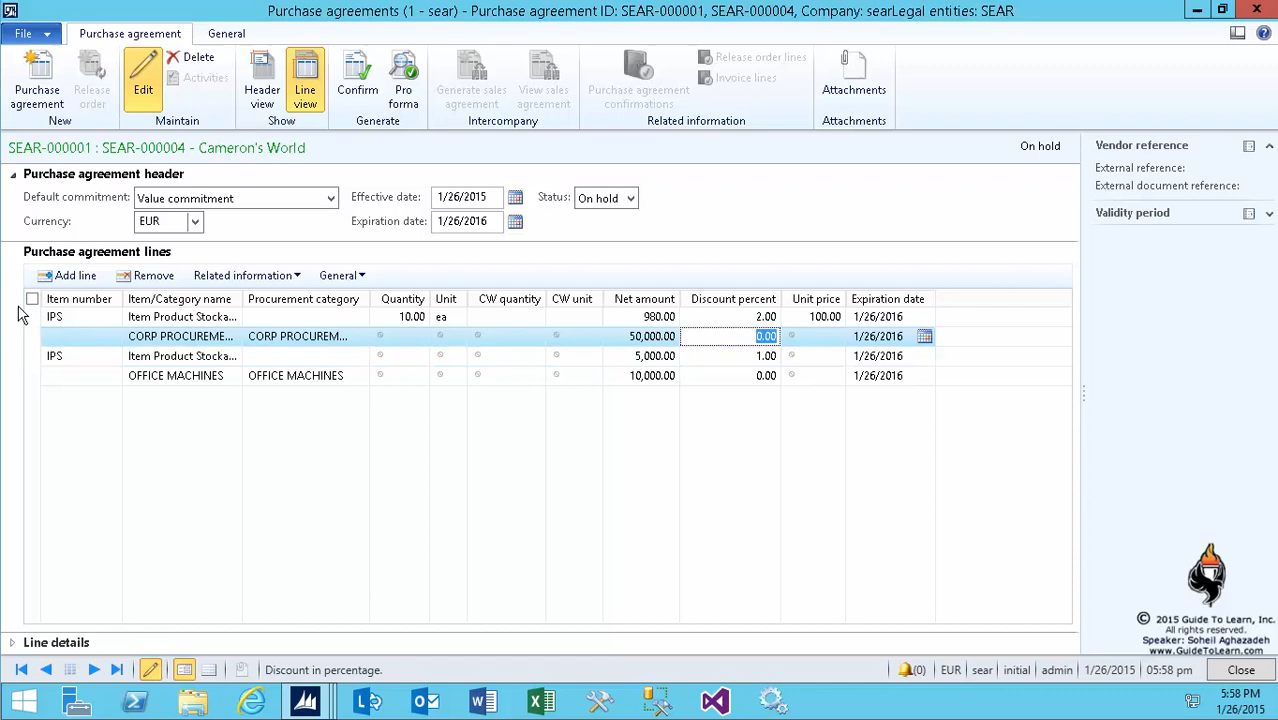 Purchase agreements (1 - sear) - Purchase agreement ID: SEAR-000001, SEAR-000004, Company: searLegal entities: SEAR
File Purchase agreement General
Purchase agreement
Release order
Edit
Delete
Activities
Header view
Line view
Confirm
Pro forma
Generate sales agreement
View sales agreement
Purchase agreement confirmations
Release order lines
Invoice lines
Attachments
New Maintain Show Generate Intercompany Related information Attachments
SEAR-000001 : SEAR-000004 - Cameron's World On hold
Purchase agreement header
Default commitment: Value commitment Effective date: 1/26/2015 Status: On hold
Currency: EUR Expiration date: 1/26/2016
Purchase agreement lines
Add line Remove Related information General
Item number Item/Category name Procurement category Quantity Unit CW quantity CW unit Net amount Discount percent Unit price Expiration date
IPS Item Product Stocka... 10.00 ea 980.00 2.00 100.00 1/26/2016
CORP PROCUREME... CORP PROCUREM... 50,000.00 0.00 1/26/2016
IPS Item Product Stocka... 5,000.00 1.00 1/26/2016
OFFICE MACHINES OFFICE MACHINES 10,000.00 0.00 1/26/2016
Line details
Vendor reference
External reference:
External document reference:
Validity period
© 2015 Guide To Learn, Inc.
All rights reserved.
Speaker: Soheil Aghazadeh
www.GuideToLearn.com
Discount in percentage. (0) EUR sear initial admin 1/26/2015 05:58 pm Close
5:58 PM
1/26/2015